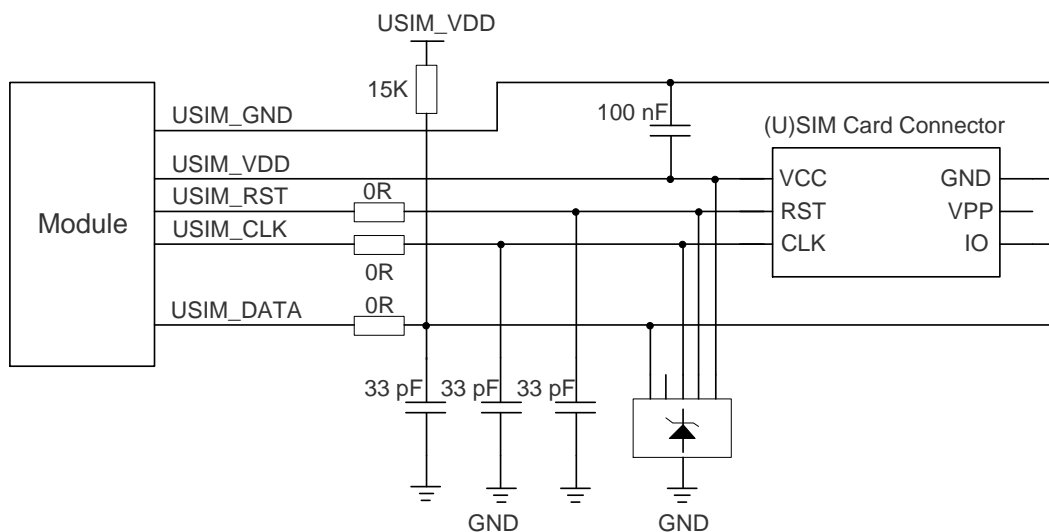 USIM_VDD
15K
USIM_GND
100 nF
(U)SIM Card Connector
USIM_VDD
VCC
GND
USIM_RST
0R
RST
VPP
Module
USIM_CLK
CLK
IO
0R
USIM_DATA
0R
33 pF
33 pF
33 pF
GND
GND